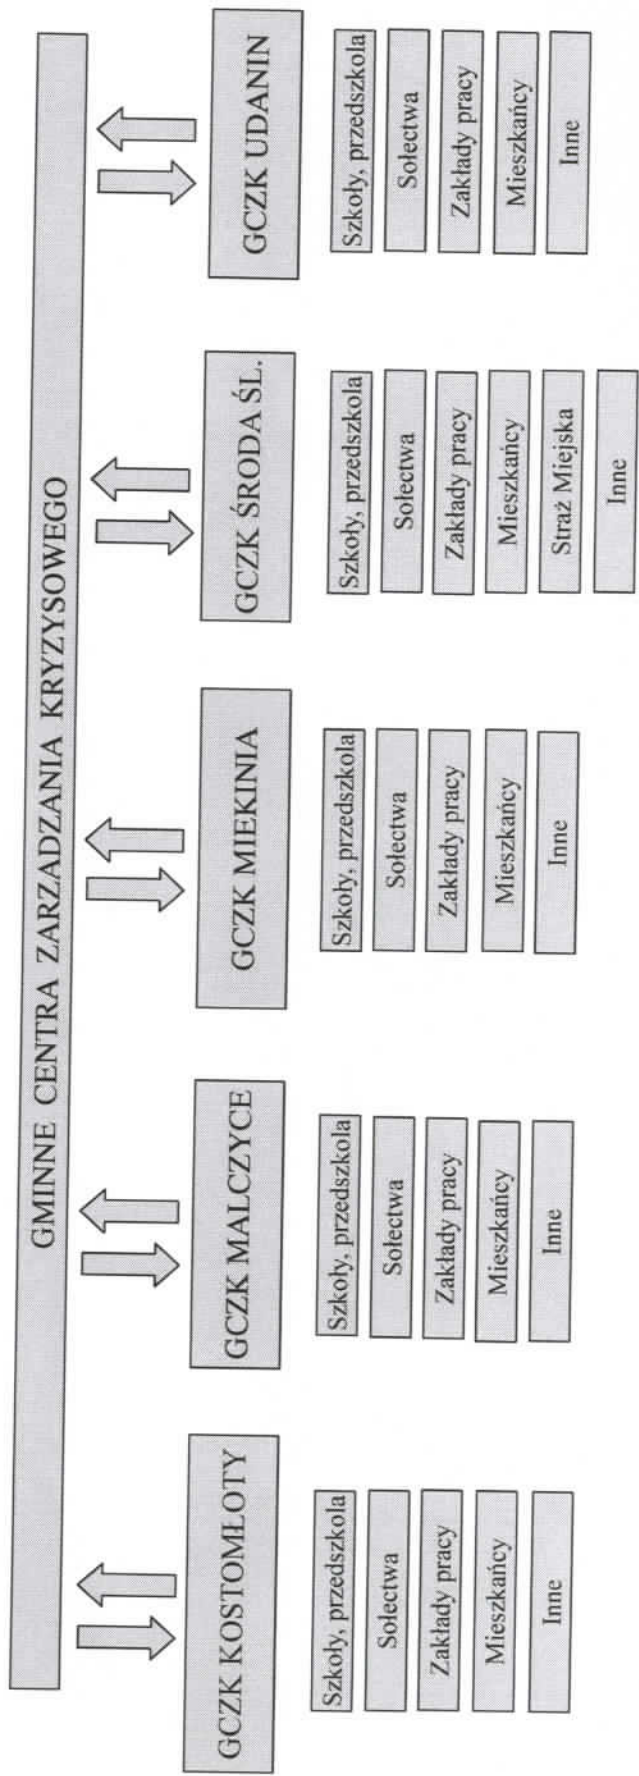 GMINNE CENTRA ZARZADZANIA KRYZYSOWEGO
GCZK KOSTOMŁOTY
Szkoły, przedszkola
Sołectwa
Zakłady pracy
Mieszkańcy
Inne
GCZK MALCZYCE
Szkoły, przedszkola
Sołectwa
Zakłady pracy
Mieszkańcy
Inne
GCZK MIEKINIA
Szkoły, przedszkola
Sołectwa
Zakłady pracy
Mieszkańcy
Inne
GCZK ŚRODA ŚL.
Szkoły, przedszkola
Sołectwa
Zakłady pracy
Mieszkańcy
Straż Miejska
Inne
GCZK UDANIN
Szkoły, przedszkola
Sołectwa
Zakłady pracy
Mieszkańcy
Inne